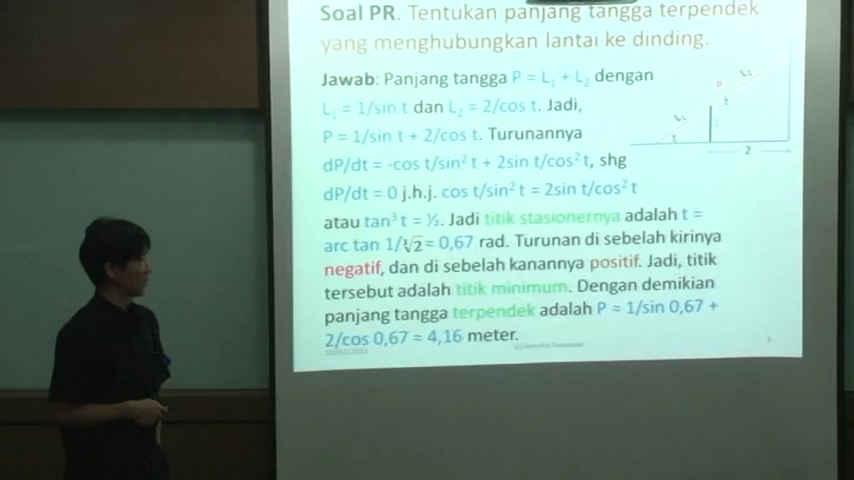 Soal PR. Tentukan panjang tangga terpendek
yang menghubungkan lantai ke dinding.
Jawab: Panjang tangga P = L₁ + L₂ dengan
L₁ = 1/sin t dan L₂ = 2/cos t. Jadi,
P = 1/sin t + 2/cos t. Turunannya
dP/dt = -cos t/sin² t + 2sin t/cos² t, shg
dP/dt = 0 j.h.j. cos t/sin² t = 2sin t/cos² t
atau tan³ t = ½. Jadi titik stasionernya adalah t =
arc tan 1/∛2 ≈ 0,67 rad. Turunan di sebelah kirinya
negatif, dan di sebelah kanannya positif. Jadi, titik
tersebut adalah titik minimum. Dengan demikian
panjang tangga terpendek adalah P ≈ 1/sin 0,67 +
2/cos 0,67 ≈ 4,16 meter.
P
L₂
t
L₁
t
2
(c) Hendra Gunawan